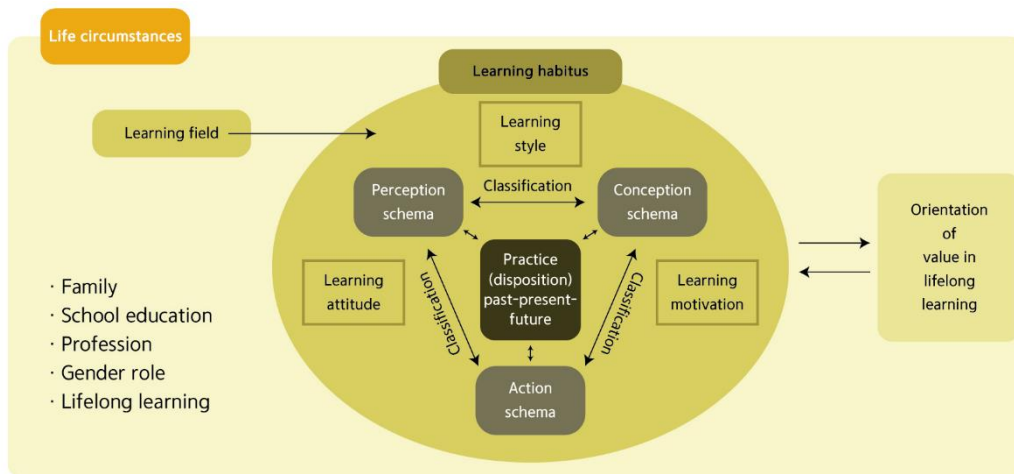 Life circumstances
Learning habitus
Learning field
Learning
style
Perception
schema
Classification
Conception
schema
Practice
(disposition)
past-present-
future
Learning
attitude
Classification
Classification
Learning
motivation
Action
schema
Orientation
of
value in
lifelong
learning
· Family
· School education
· Profession
· Gender role
· Lifelong learning